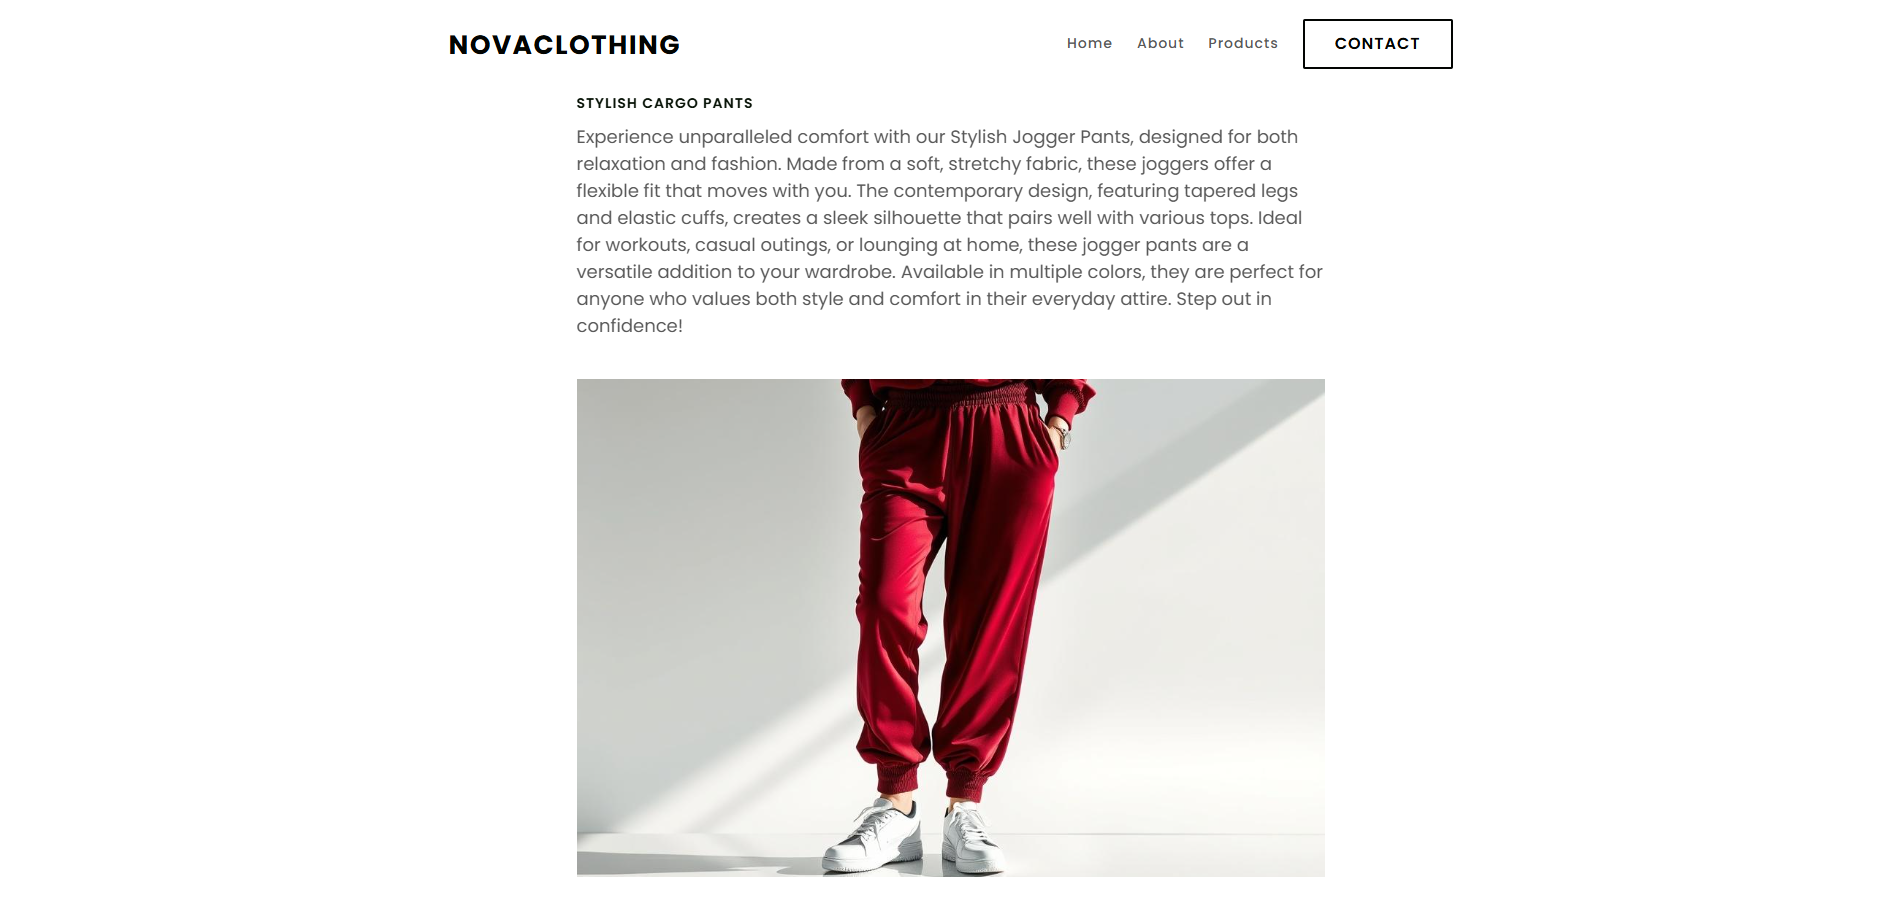 NOVACLOTHING
Home About Products CONTACT
STYLISH CARGO PANTS
Experience unparalleled comfort with our Stylish Jogger Pants, designed for both
relaxation and fashion. Made from a soft, stretchy fabric, these joggers offer a
flexible fit that moves with you. The contemporary design, featuring tapered legs
and elastic cuffs, creates a sleek silhouette that pairs well with various tops. Ideal
for workouts, casual outings, or lounging at home, these jogger pants are a
versatile addition to your wardrobe. Available in multiple colors, they are perfect for
anyone who values both style and comfort in their everyday attire. Step out in
confidence!